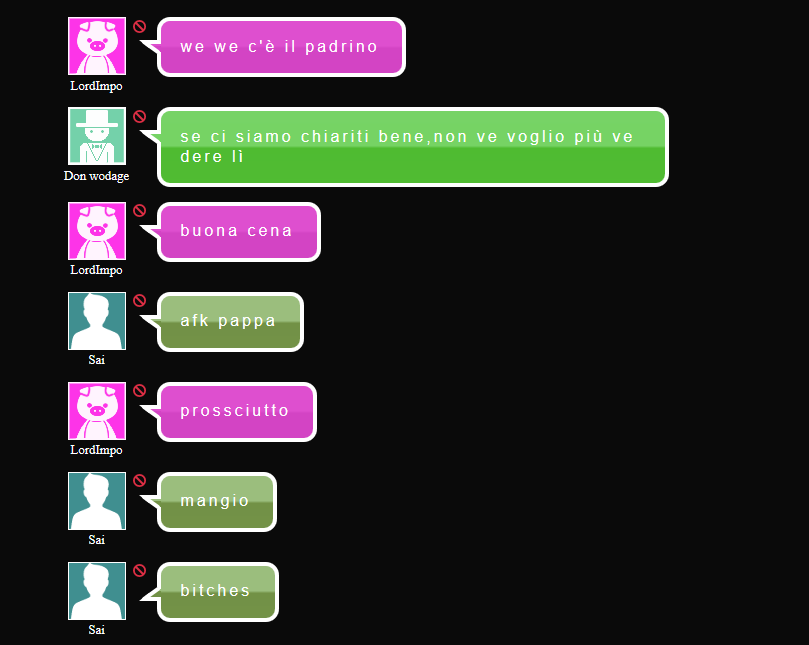 we we c'è il padrino
LordImpo
se ci siamo chiariti bene,non ve voglio più ve
dere lì
Don wodage
buona cena
LordImpo
afk pappa
Sai
prossciutto
LordImpo
mangio
Sai
bitches
Sai